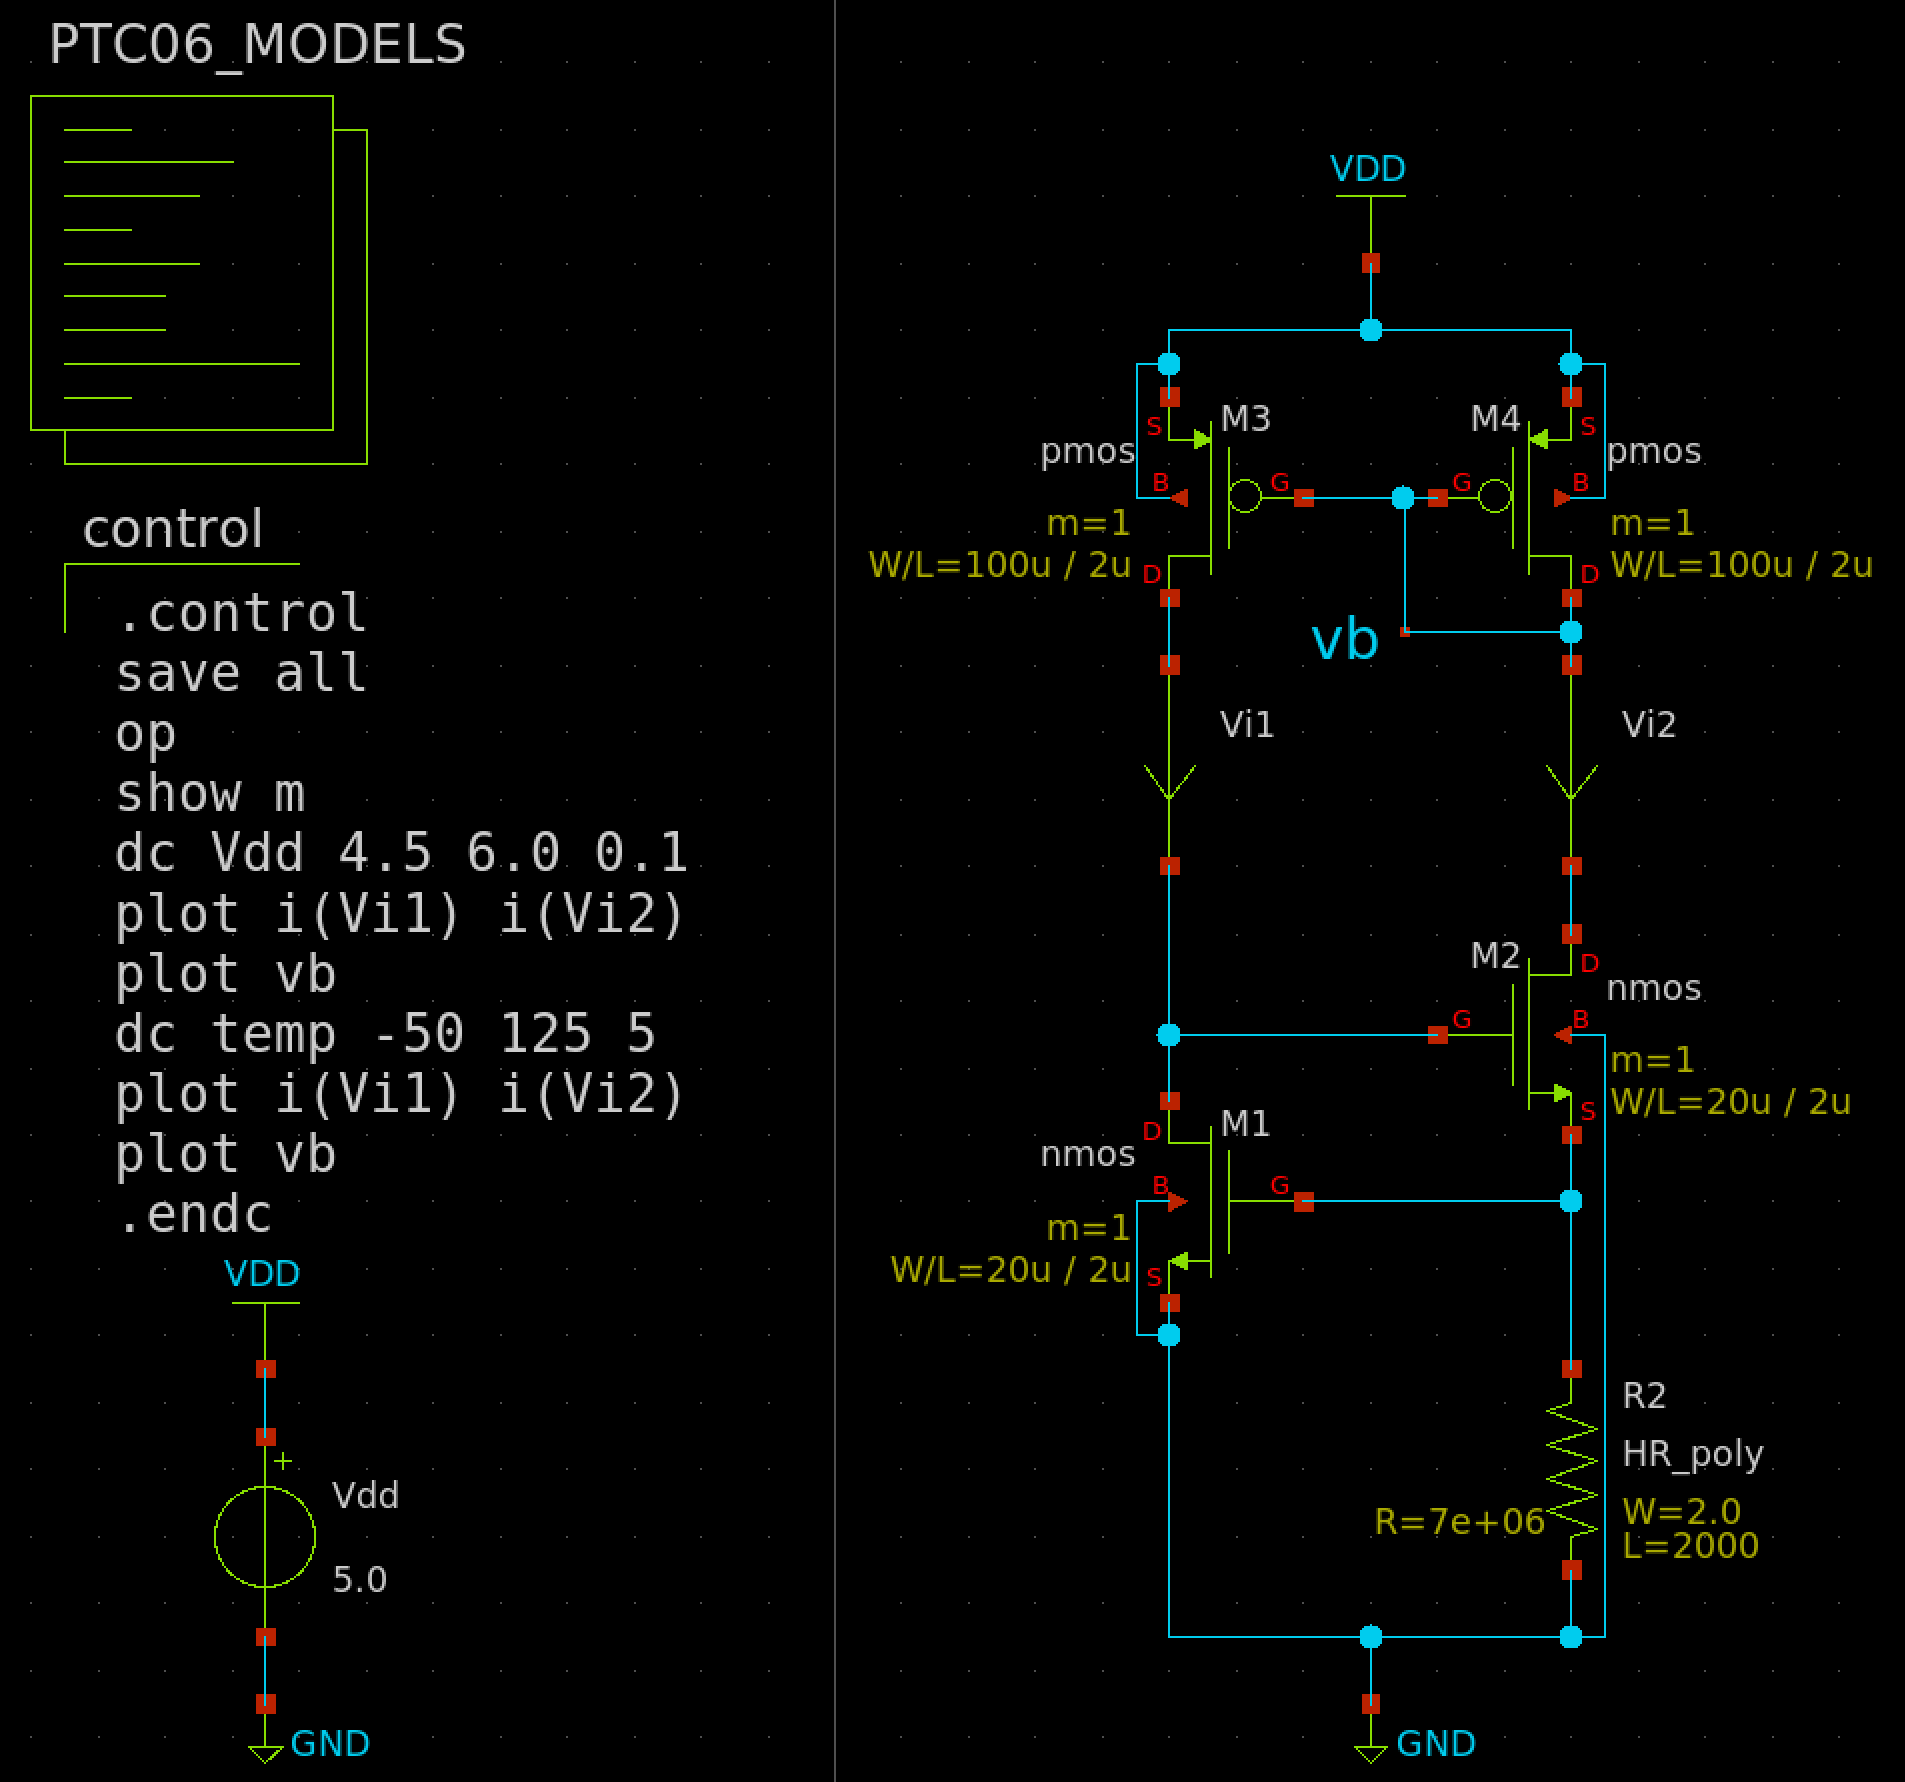 PTC06_MODELS
control
.control
save all
op
show m
dc Vdd 4.5 6.0 0.1
plot i(Vi1) i(Vi2)
plot vb
dc temp -50 125 5
plot i(Vi1) i(Vi2)
plot vb
.endc
VDD
+
Vdd
5.0
GND
VDD
M3
S
pmos
B
G
m=1
W/L=100u / 2u
D
M4
S
pmos
G
B
m=1
W/L=100u / 2u
D
vb
Vi1
Vi2
M2
D
nmos
G
B
m=1
W/L=20u / 2u
S
M1
D
nmos
B
G
m=1
W/L=20u / 2u
S
R2
HR_poly
R=7e+06
W=2.0
L=2000
GND